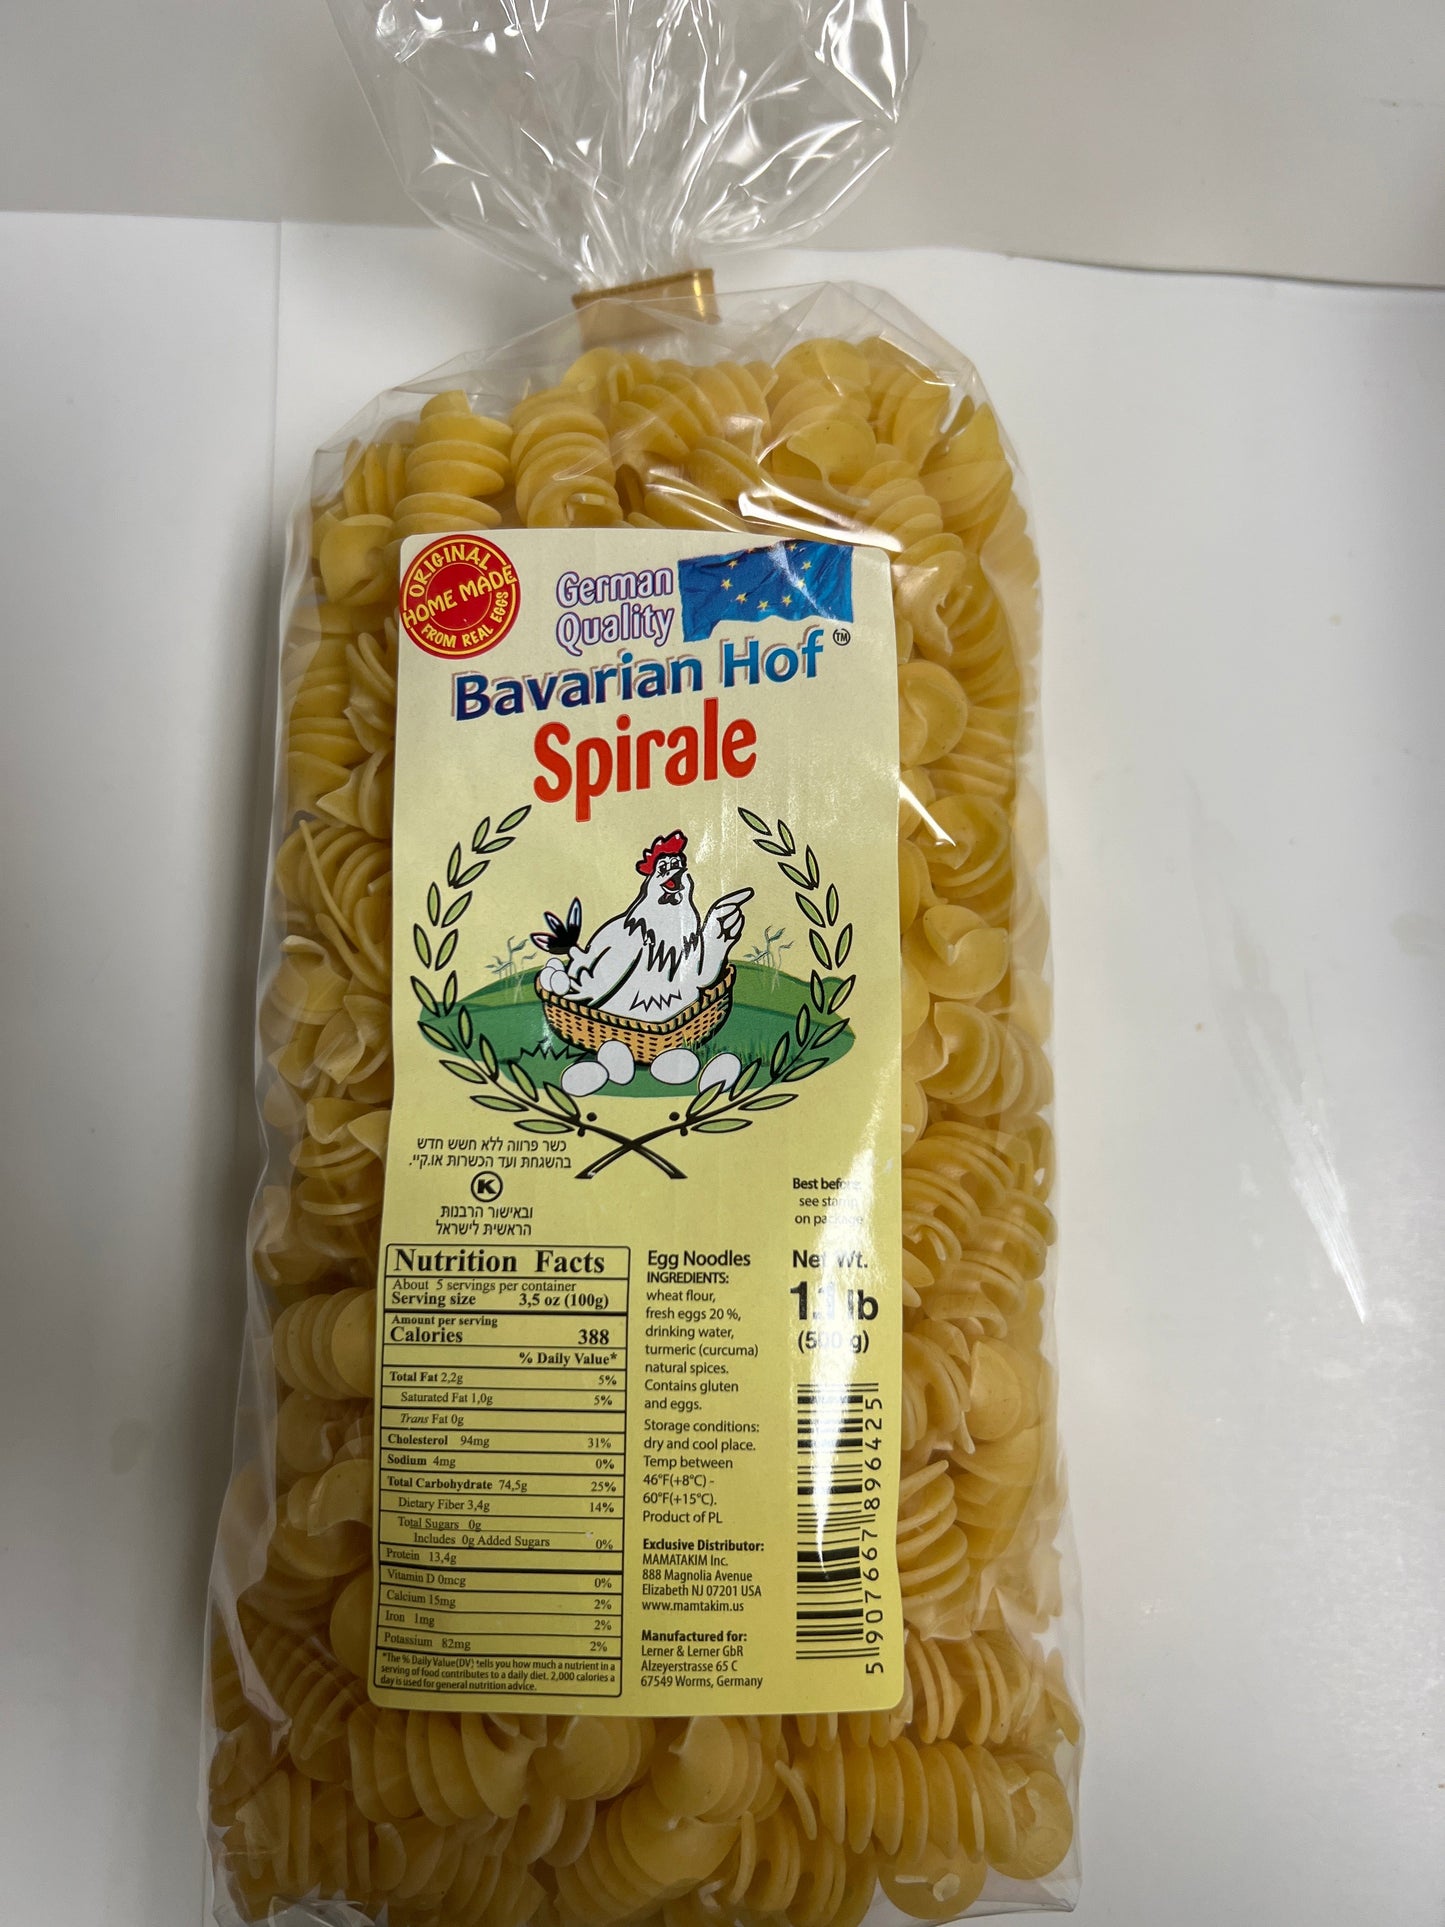 ORIGINAL
HOME MADE
FROM REAL EGGS
German
Quality
Bavarian Hof ™
Spirale
כשר פרווה ללא חשש חדש
בהשגחת ועד הכשרות או.קיי.
K
ובאישור הרבנות
הראשית לישראל
Nutrition Facts
About 5 servings per container
Serving size 3,5 oz (100g)
Amount per serving
Calories 388
% Daily Value*
Total Fat 2,2g 5%
Saturated Fat 1,0g 5%
Trans Fat 0g
Cholesterol 94mg 31%
Sodium 4mg 0%
Total Carbohydrate 74,5g 25%
Dietary Fiber 3,4g 14%
Total Sugars 0g
Includes 0g Added Sugars 0%
Protein 13,4g
Vitamin D 0mcg 0%
Calcium 15mg 2%
Iron 1mg 2%
Potassium 82mg 2%
*The % Daily Value(DV) tells you how much a nutrient in a
serving of food contributes to a daily diet. 2,000 calories a
day is used for general nutrition advice.
Egg Noodles
INGREDIENTS:
wheat flour,
fresh eggs 20 %,
drinking water,
turmeric (curcuma)
natural spices.
Contains gluten
and eggs.
Storage conditions:
dry and cool place.
Temp between
46°F(+8°C) -
60°F(+15°C).
Product of PL
Exclusive Distributor:
MAMATAKIM Inc.
888 Magnolia Avenue
Elizabeth NJ 07201 USA
www.mamtakim.us
Manufactured for:
Lerner & Lerner GbR
Alzeyerstrasse 65 C
67549 Worms, Germany
Best before:
see stamp
on package
Net Wt.
1.1 lb
(500 g)
5 907667 896425